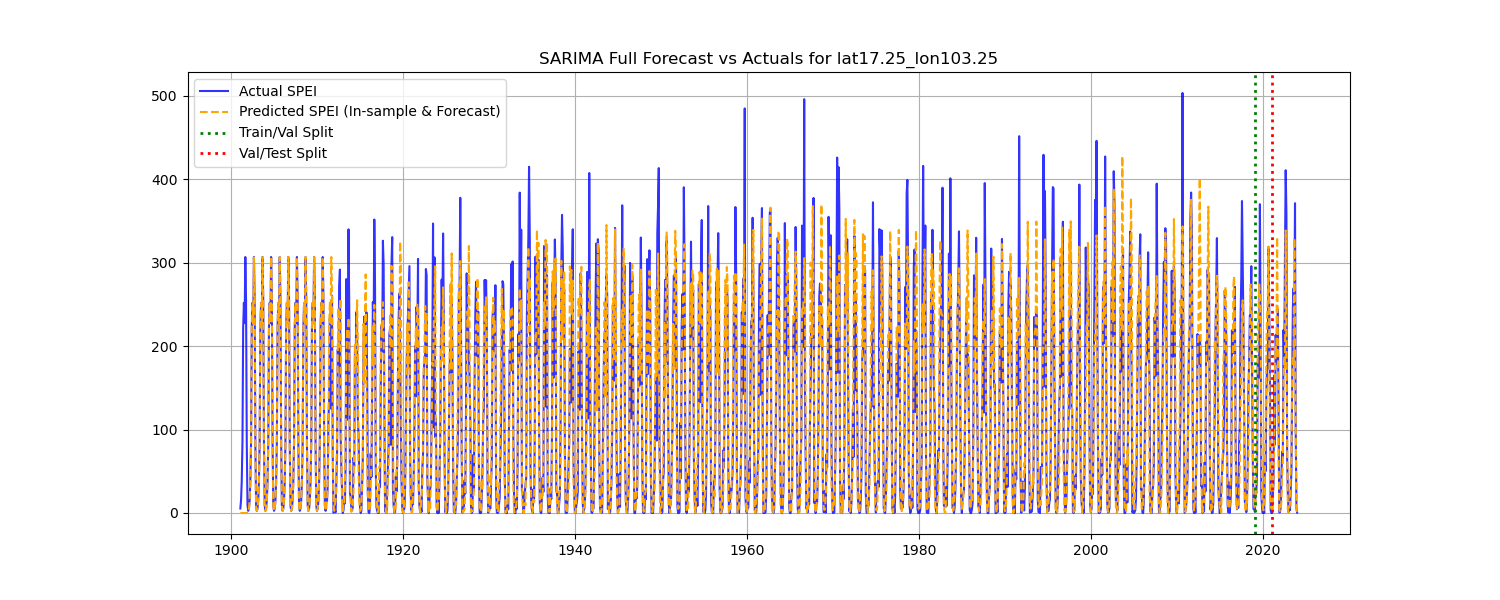 SARIMA Full Forecast vs Actuals for lat17.25_lon103.25
Actual SPEI
Predicted SPEI (In-sample & Forecast)
Train/Val Split
Val/Test Split
500
400
300
200
100
0
1900 1920 1940 1960 1980 2000 2020